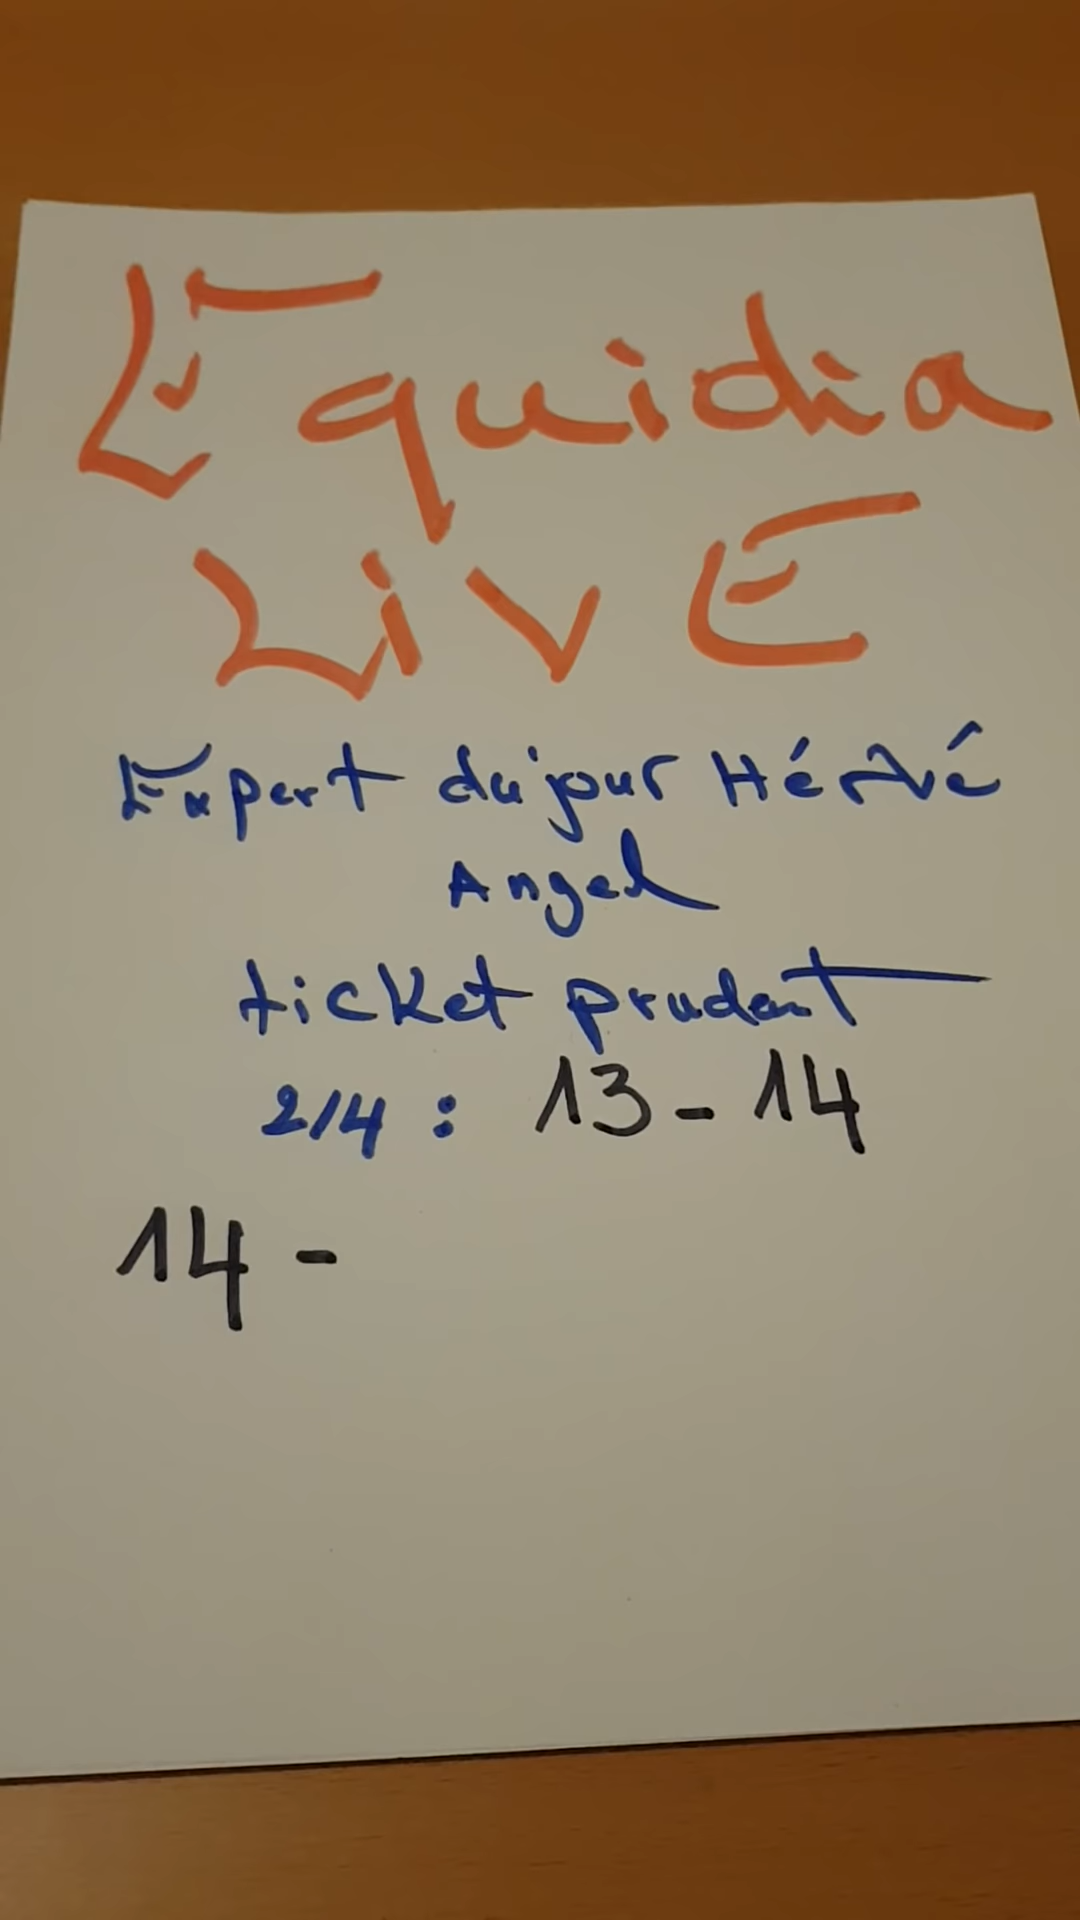 Equidia
LiVE
Expert du jour Hérvé
Angel
ticket prudent
2/4 : 13 - 14
14 -